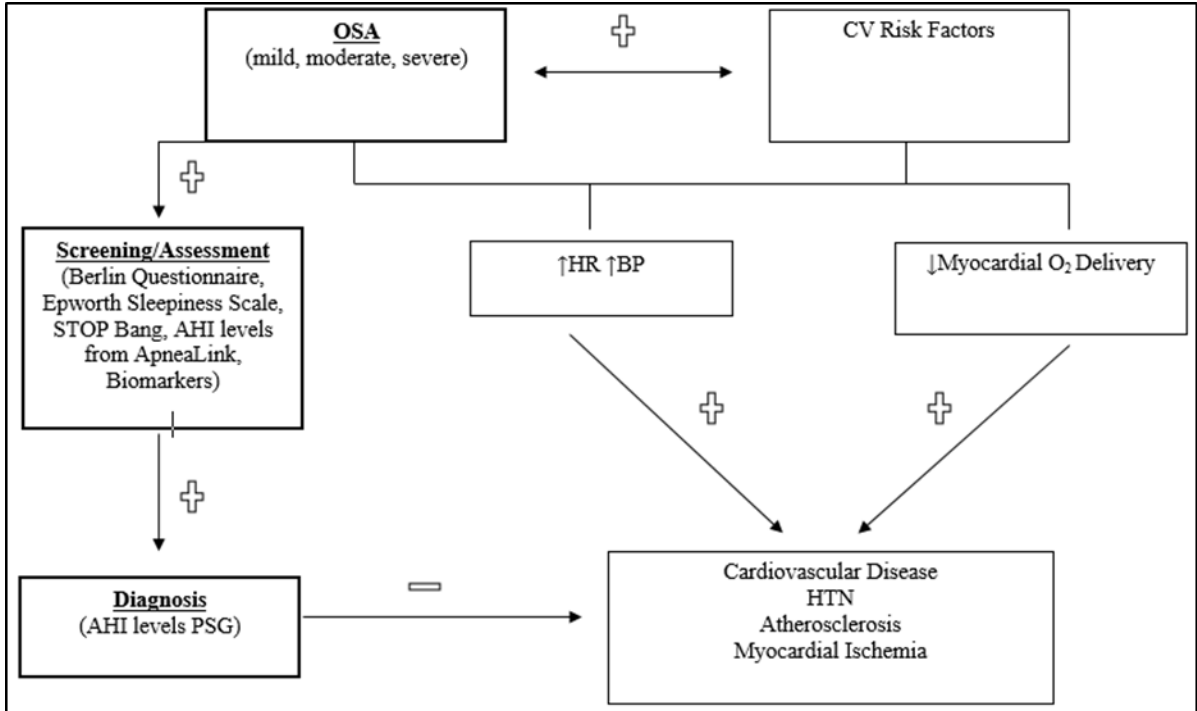 OSA
(mild, moderate, severe)
CV Risk Factors
Screening/Assessment
(Berlin Questionnaire,
Epworth Sleepiness Scale,
STOP Bang, AHI levels
from ApneaLink,
Biomarkers)
↑HR ↑BP
↓Myocardial O₂ Delivery
Diagnosis
(AHI levels PSG)
Cardiovascular Disease
HTN
Atherosclerosis
Myocardial Ischemia